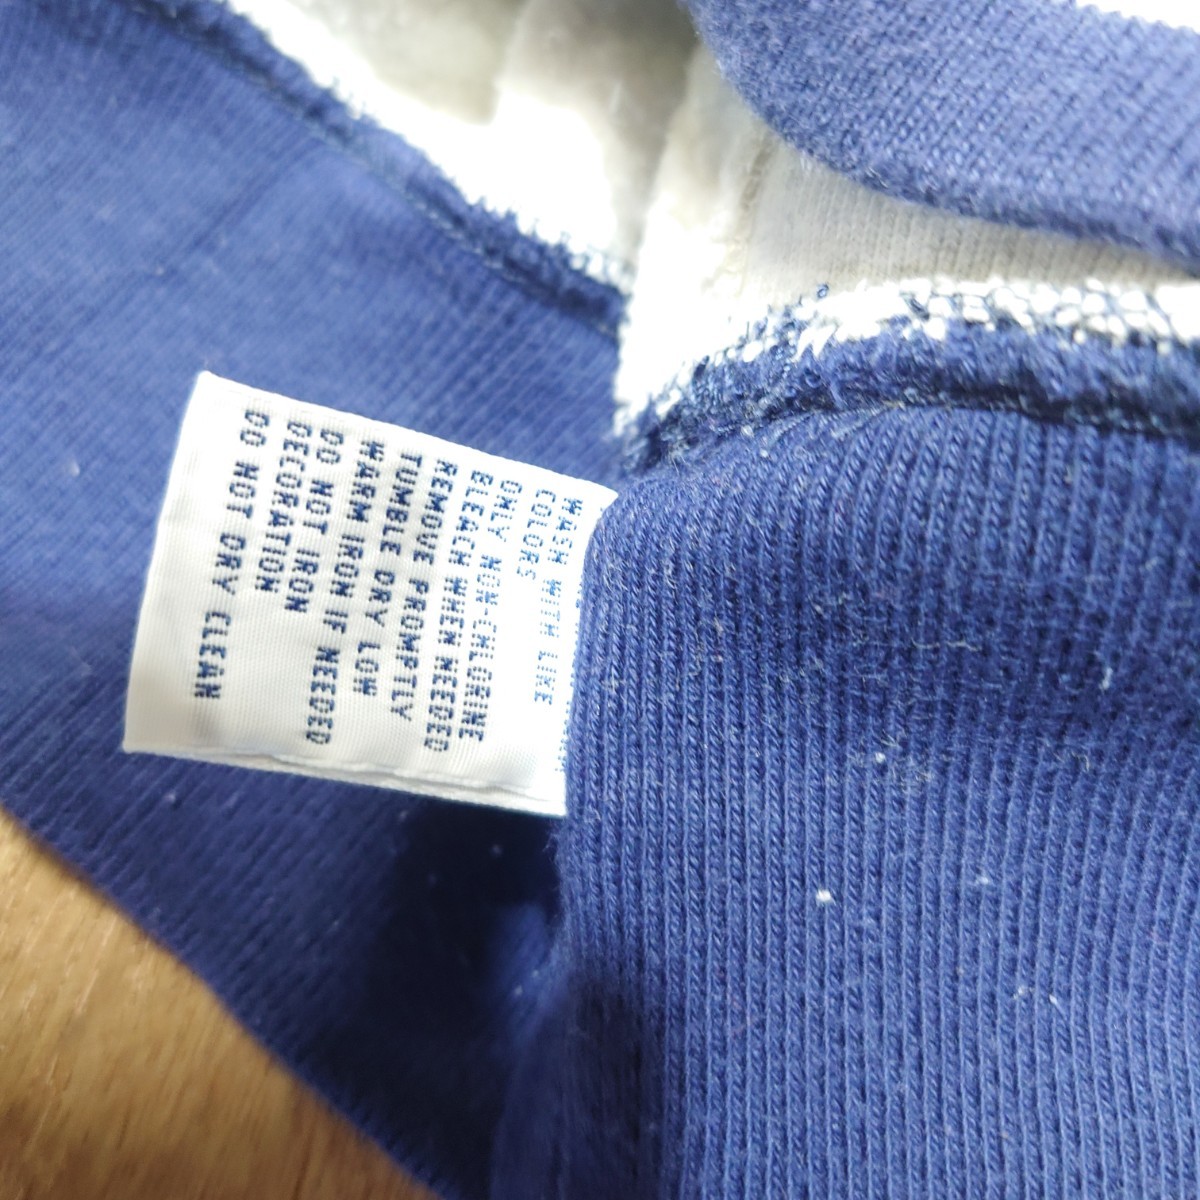 WASH WITH LIKE
COLORS
ONLY NON-CHLORINE
BLEACH WHEN NEEDED
REMOVE PROMPTLY
TUMBLE DRY LOW
WARM IRON IF NEEDED
DO NOT IRON
DECORATION
DO NOT DRY CLEAN